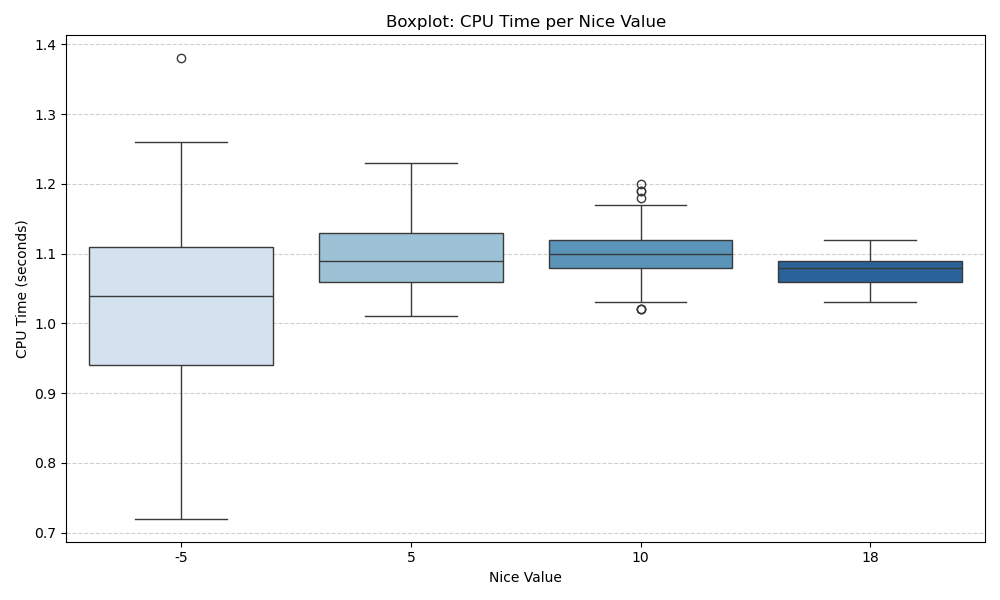 Boxplot: CPU Time per Nice Value
CPU Time (seconds)
1.4
1.3
1.2
1.1
1.0
0.9
0.8
0.7
-5 5 10 18
Nice Value